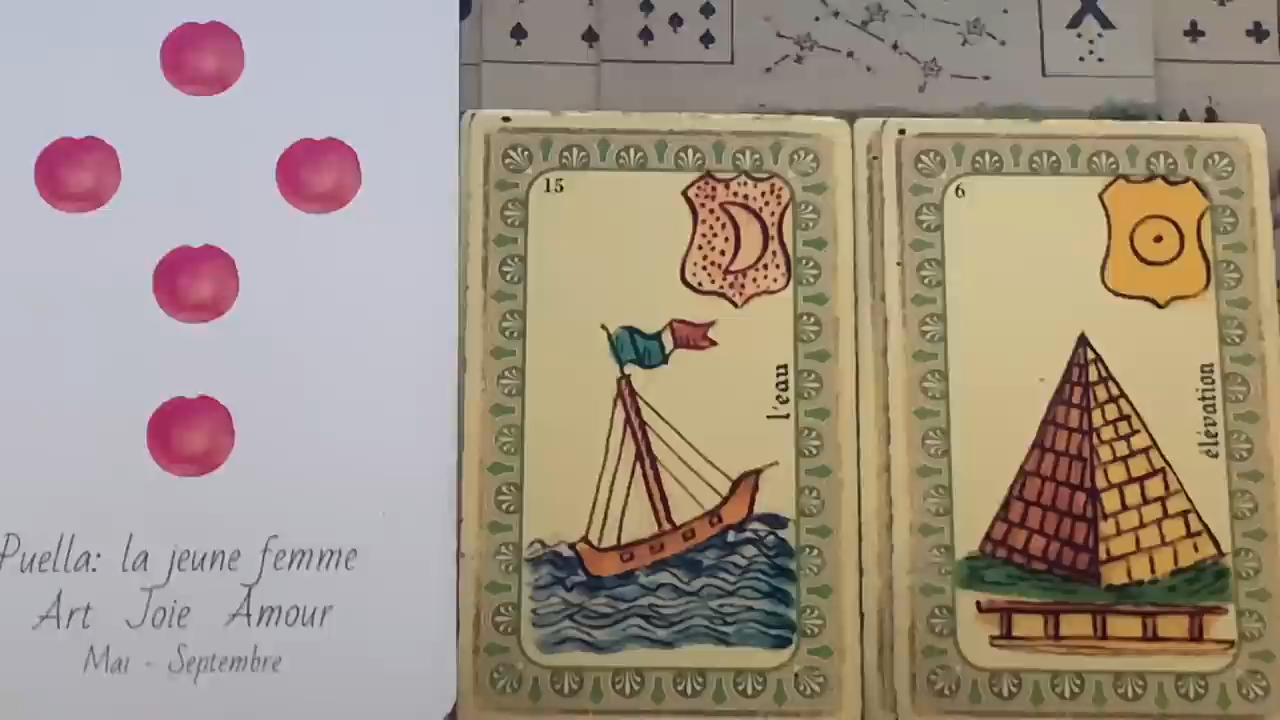 Puella: la jeune femme
Art Joie Amour
Mai - Septembre
15
l'eau
6
élévation